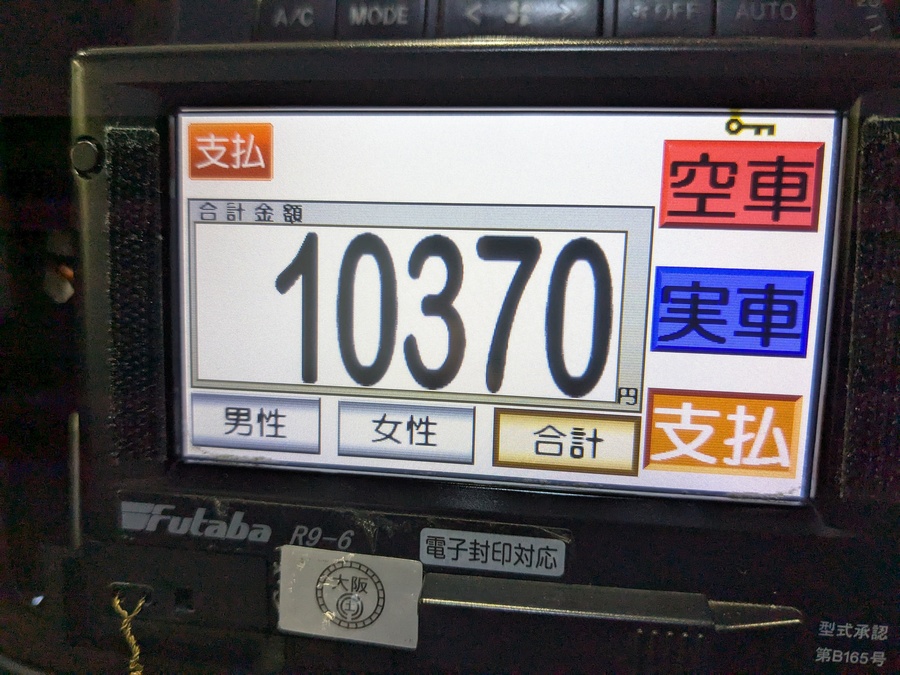 A/C MODE OFF AUTO
支払
空車
合計金額
10370
円
実車
男性 女性 合計 支払
Futaba R9-6
電子封印対応
大阪
型式承認
第B165号